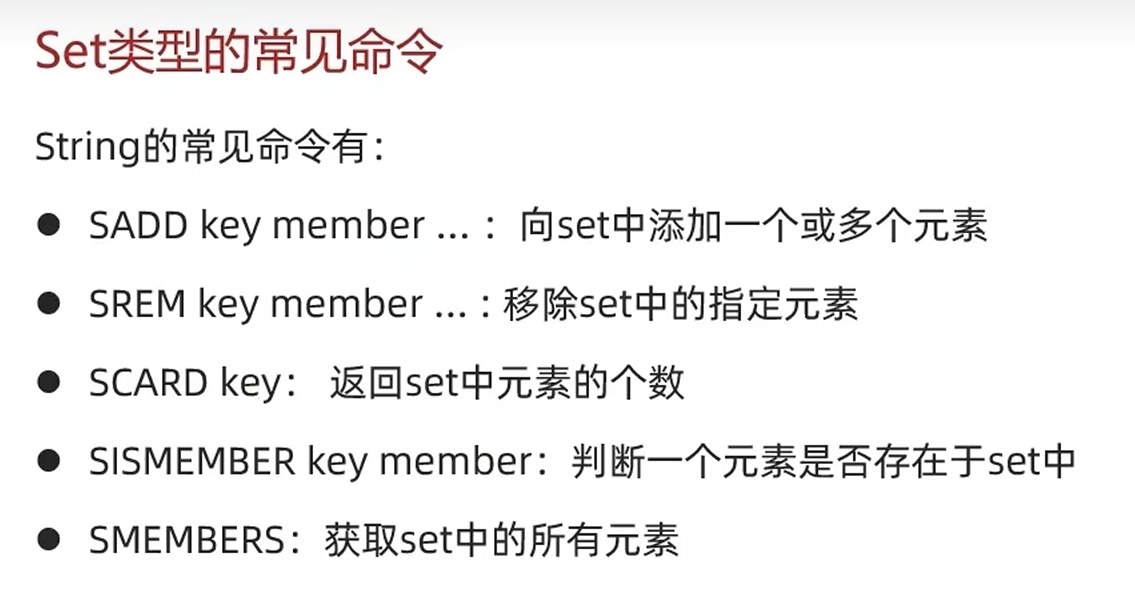 Set类型的常见命令
String的常见命令有：
● SADD key member ... ：向set中添加一个或多个元素
● SREM key member ... : 移除set中的指定元素
● SCARD key： 返回set中元素的个数
● SISMEMBER key member：判断一个元素是否存在于set中
● SMEMBERS：获取set中的所有元素